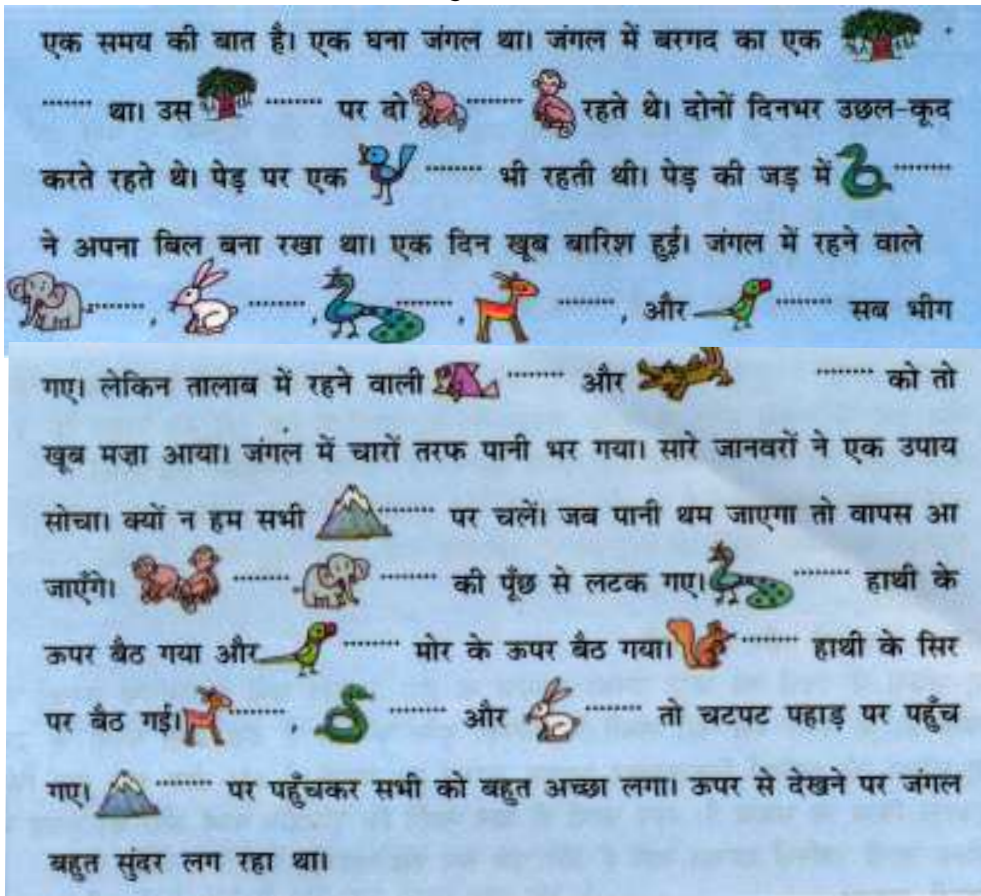 एक समय की बात है। एक घना जंगल था। जंगल में बरगद का एक
........ था। उस ........ पर दो ........ रहते थे। दोनों दिनभर उछल-कूद
करते रहते थे। पेड़ पर एक ........ भी रहती थी। पेड़ की जड़ में ........
ने अपना बिल बना रखा था। एक दिन खूब बारिश हुई। जंगल में रहने वाले
........, ........, ........, ........, और ........ सब भीग
गए। लेकिन तालाब में रहने वाली ........ और ........ को तो
खूब मज़ा आया। जंगल में चारों तरफ पानी भर गया। सारे जानवरों ने एक उपाय
सोचा। क्यों न हम सभी ........ पर चलें। जब पानी थम जाएगा तो वापस आ
जाएँगे। ........ ........ की पूँछ से लटक गए। ........ हाथी के
ऊपर बैठ गया और ........ मोर के ऊपर बैठ गया। ........ हाथी के सिर
पर बैठ गई। ........, ........ और ........ तो चटपट पहाड़ पर पहुँच
गए। ........ पर पहुँचकर सभी को बहुत अच्छा लगा। ऊपर से देखने पर जंगल
बहुत सुंदर लग रहा था।